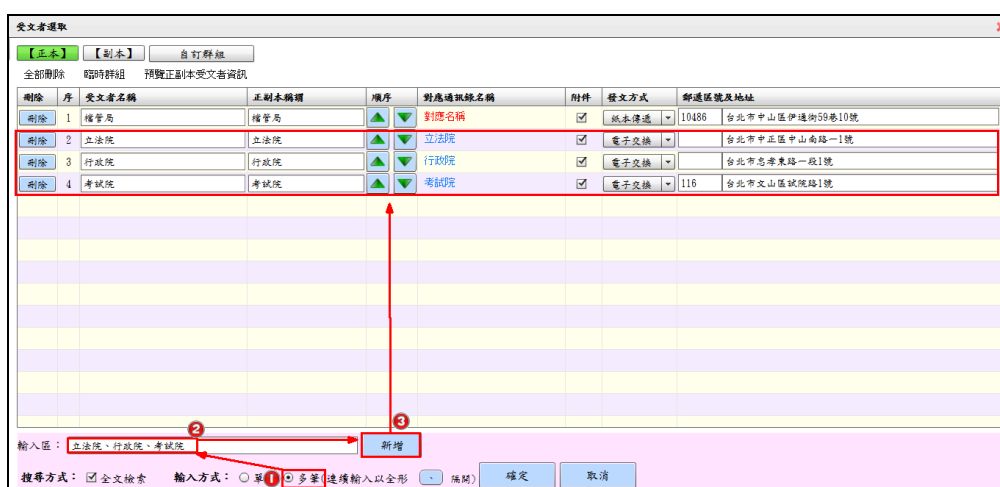 受文者選取
【正本】 【副本】 自訂群組
全部刪除 臨時群組 預覽正副本受文者資訊
刪除 序 受文者名稱 正副本稱謂 順序 對應通訊錄名稱 附件 發文方式 郵遞區號及地址
刪除 1 檔管局 檔管局 對應名稱 紙本傳遞 10486 台北市中山區伊通街59巷10號
刪除 2 立法院 立法院 立法院 電子交換 台北市中正區中山南路一1號
刪除 3 行政院 行政院 行政院 電子交換 台北市忠孝東路一段1號
刪除 4 考試院 考試院 考試院 電子交換 116 台北市文山區試院路1號
3
2
輸入區： 立法院、行政院、考試院 新增
搜尋方式： 全文檢索 輸入方式： 單 1 多筆(連續輸入以全形 、 隔開) 確定 取消